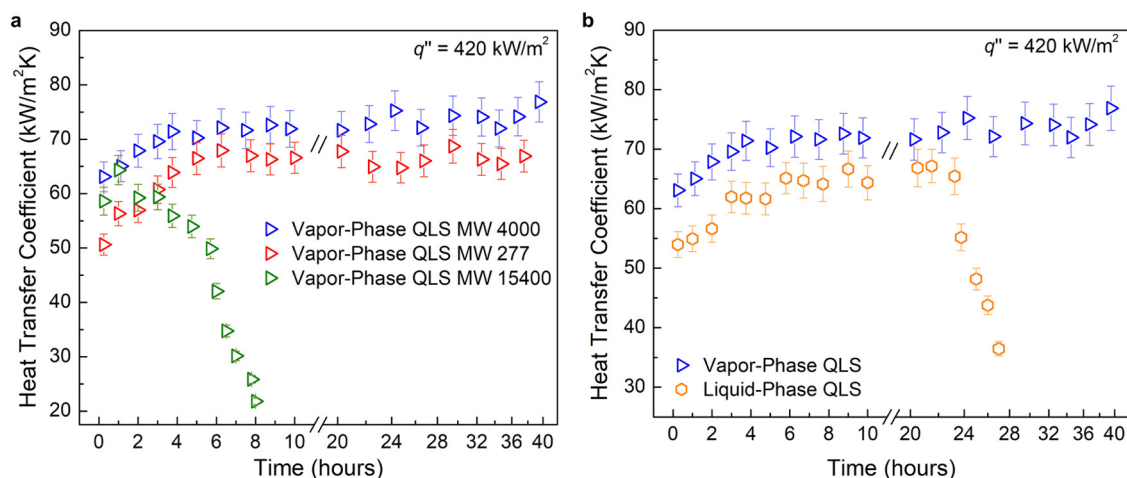 a
q" = 420 kW/m²
Heat Transfer Coefficient (kW/m²K)
90
80
70
60
50
40
30
20
Vapor-Phase QLS MW 4000
Vapor-Phase QLS MW 277
Vapor-Phase QLS MW 15400
//
0 2 4 6 8 10 // 20 24 28 32 36 40
Time (hours)
b
q" = 420 kW/m²
Heat Transfer Coefficient (kW/m²K)
90
80
70
60
50
40
30
//
Vapor-Phase QLS
Liquid-Phase QLS
0 2 4 6 8 10 // 20 24 28 32 36 40
Time (hours)